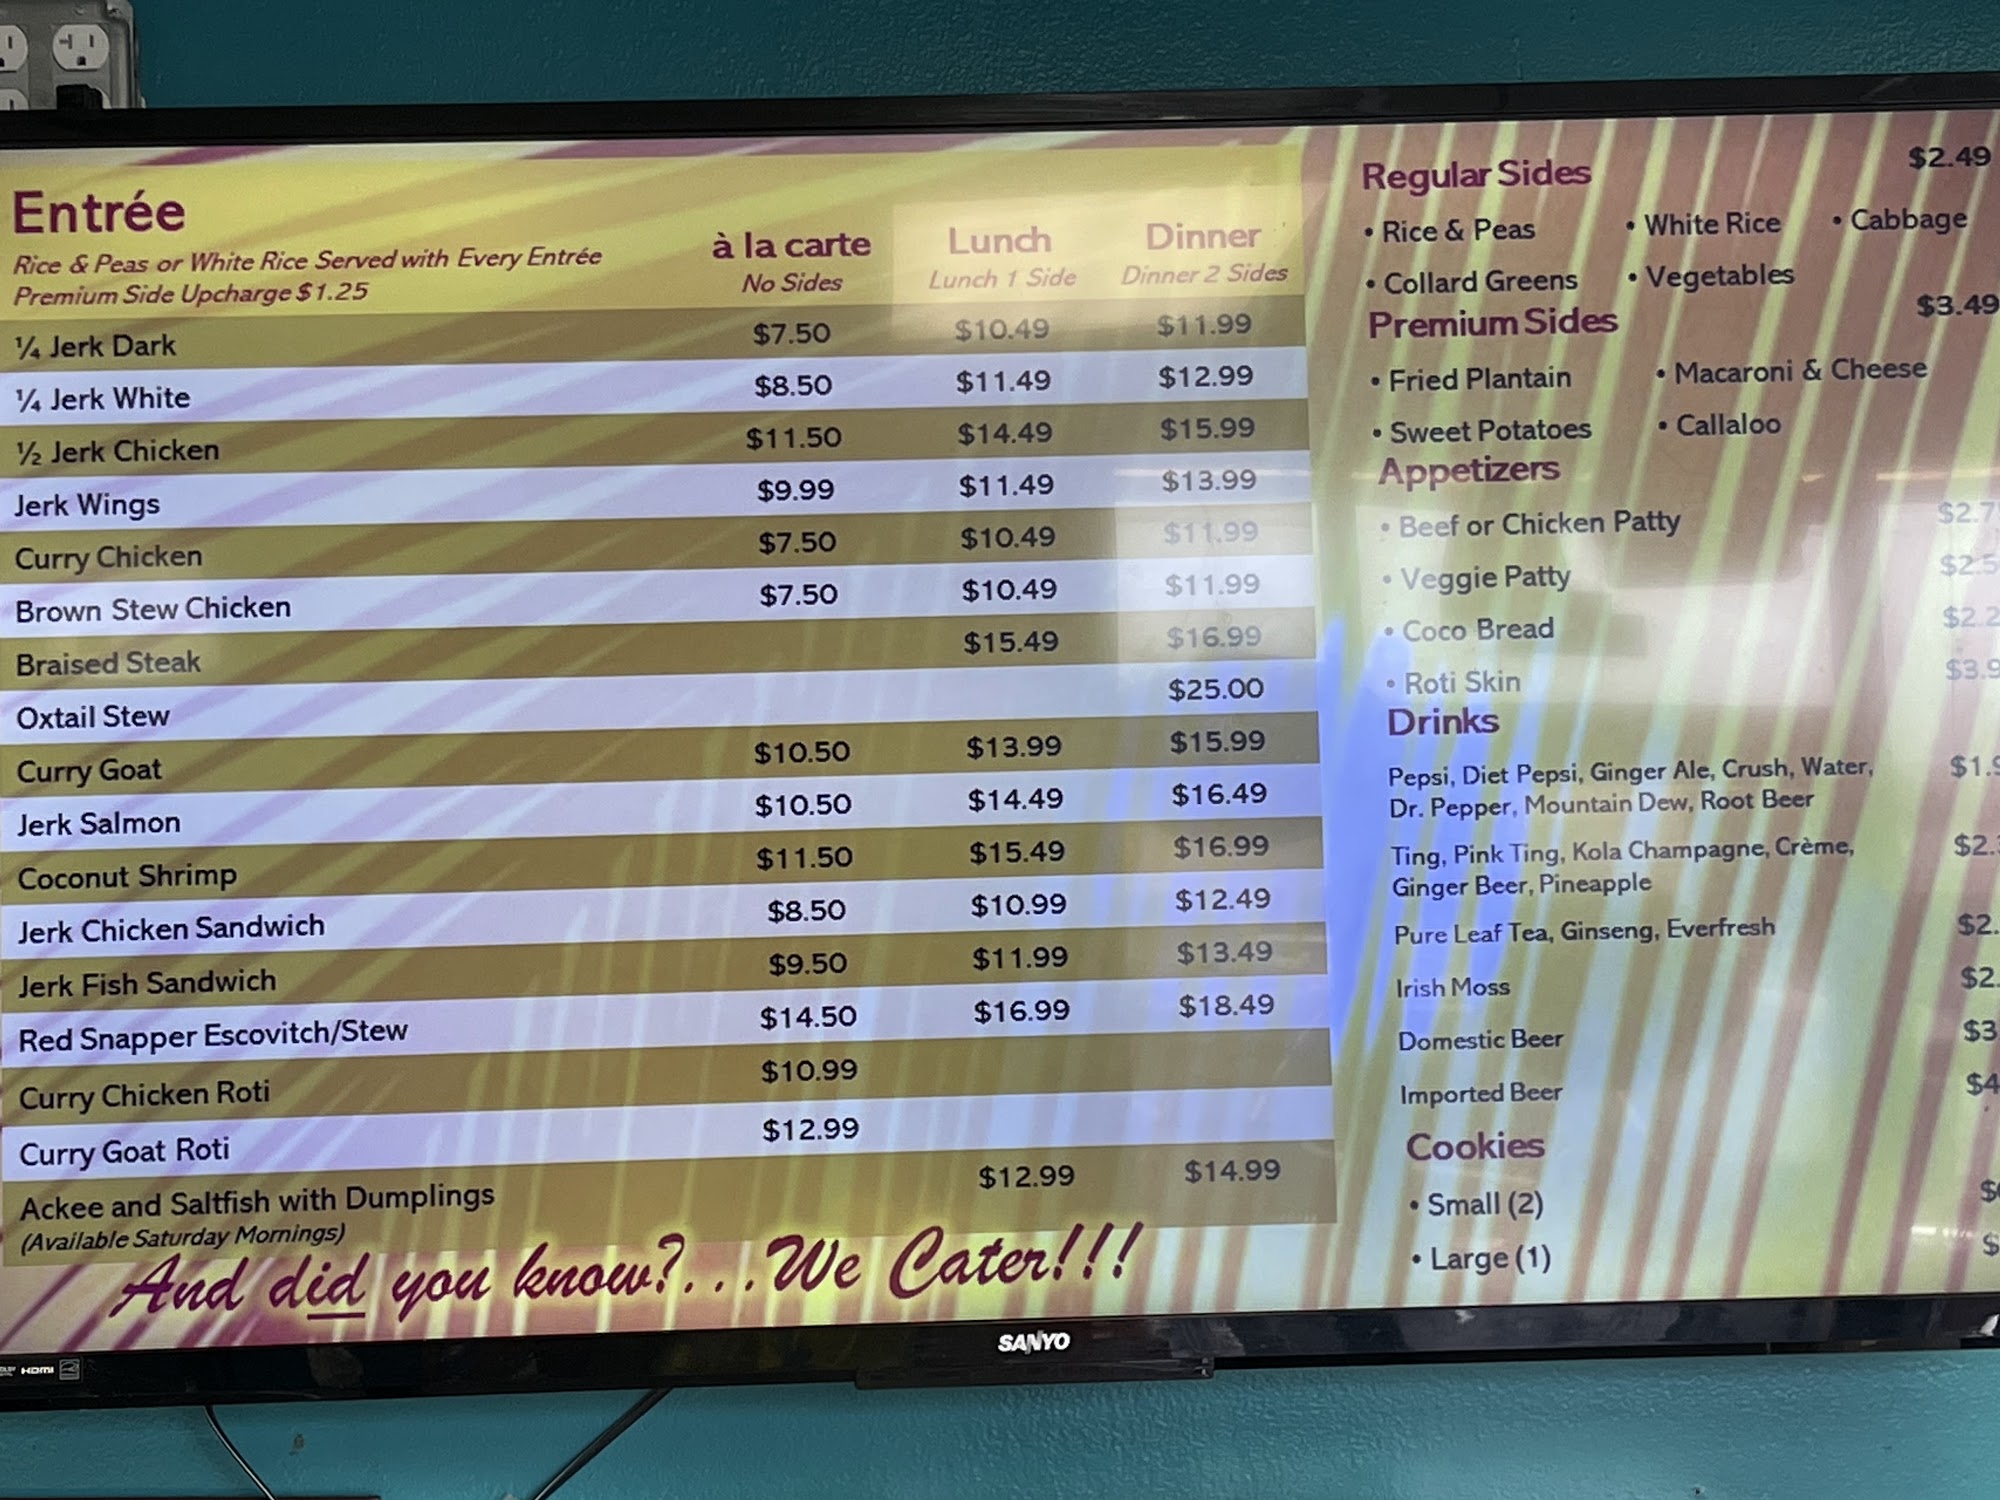 Entrée
Rice & Peas or White Rice Served with Every Entrée
Premium Side Upcharge $1.25
à la carte Lunch Dinner
No Sides Lunch 1 Side Dinner 2 Sides
¼ Jerk Dark $7.50 $10.49 $11.99
¼ Jerk White $8.50 $11.49 $12.99
½ Jerk Chicken $11.50 $14.49 $15.99
Jerk Wings $9.99 $11.49 $13.99
Curry Chicken $7.50 $10.49 $11.99
Brown Stew Chicken $7.50 $10.49 $11.99
Braised Steak $15.49 $16.99
Oxtail Stew $25.00
Curry Goat $10.50 $13.99 $15.99
Jerk Salmon $10.50 $14.49 $16.49
Coconut Shrimp $11.50 $15.49 $16.99
Jerk Chicken Sandwich $8.50 $10.99 $12.49
Jerk Fish Sandwich $9.50 $11.99 $13.49
Red Snapper Escovitch/Stew $14.50 $16.99 $18.49
Curry Chicken Roti $10.99
Curry Goat Roti $12.99
Ackee and Saltfish with Dumplings $12.99 $14.99
(Available Saturday Mornings)
And did you know?...We Cater!!!
Regular Sides $2.49
• Rice & Peas • White Rice • Cabbage
• Collard Greens • Vegetables
Premium Sides $3.49
• Fried Plantain • Macaroni & Cheese
• Sweet Potatoes • Callaloo
Appetizers
• Beef or Chicken Patty
• Veggie Patty
• Coco Bread
• Roti Skin
Drinks
Pepsi, Diet Pepsi, Ginger Ale, Crush, Water,
Dr. Pepper, Mountain Dew, Root Beer
Ting, Pink Ting, Kola Champagne, Crème,
Ginger Beer, Pineapple
Pure Leaf Tea, Ginseng, Everfresh
Irish Moss
Domestic Beer
Imported Beer
Cookies
• Small (2)
• Large (1)
SANYO
HDMI